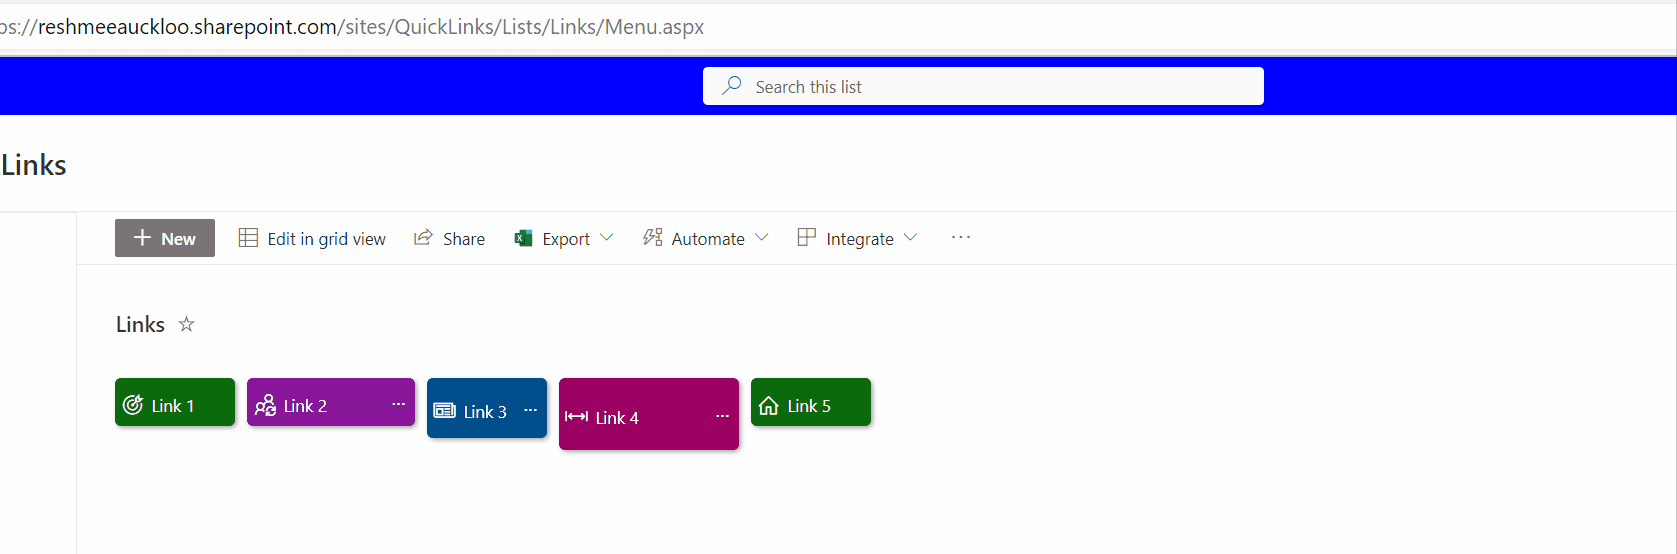 ps://reshmeeauckloo.sharepoint.com/sites/QuickLinks/Lists/Links/Menu.aspx
Search this list
Links
New Edit in grid view Share Export Automate Integrate ···
Links
Link 1 Link 2 ··· Link 3 ··· Link 4 ··· Link 5